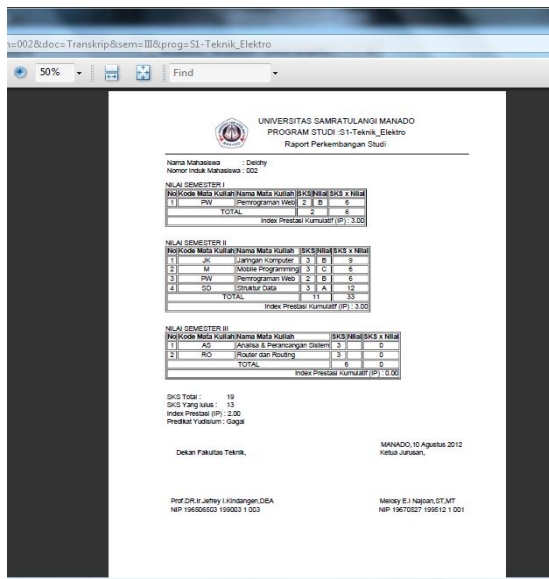 n=002&doc=Transkrip&sem=III&prog=S1-Teknik_Elektro
50% Find
UNIVERSITAS SAMRATULANGI MANADO
PROGRAM STUDI :S1-Teknik_Elektro
Raport Perkembangan Studi
Nama Mahasiswa : Delohy
Nomor Induk Mahasiswa : 002
NILAI SEMESTER I
No Kode Mata Kuliah Nama Mata Kuliah SKS Nilai SKS x Nilai
1 PW Pemrograman Web 2 B 6
TOTAL 2 6
Index Prestasi Kumulatif (IP) : 3.00
NILAI SEMESTER II
No Kode Mata Kuliah Nama Mata Kuliah SKS Nilai SKS x Nilai
1 JK Jaringan Komputer 3 B 9
2 M Mobile Programming 3 C 6
3 PW Pemrograman Web 2 B 6
4 SD Struktur Data 3 A 12
TOTAL 11 33
Index Prestasi Kumulatif (IP) : 3.00
NILAI SEMESTER III
No Kode Mata Kuliah Nama Mata Kuliah SKS Nilai SKS x Nilai
1 AS Analisa & Perancangan Sistem 3 0
2 RO Router dan Routing 3 0
TOTAL 6 0
Index Prestasi Kumulatif (IP) : 0.00
SKS Total : 19
SKS Yang lulus : 13
Index Prestasi (IP) : 2.00
Predikat Yudisium : Gagal
MANADO,10 Agustus 2012
Dekan Fakultas Teknik, Ketua Jurusan,
Prof.DR.Ir.Jefrey I.Kindangen,DEA Melosy E.I Najoan,ST,MT
NIP 196506503 199003 1 003 NIP 19670527 199512 1 001